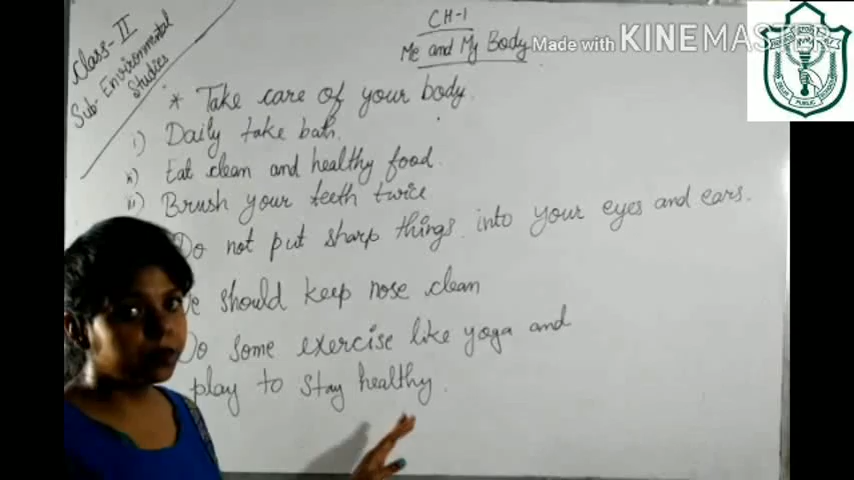 Class-II
Sub-Environmental
Studies
CH-1
Me and My Body
Made with KINEMASTER
* Take care of your body.
i) Daily take bath.
ii) Eat clean and healthy food.
iii) Brush your teeth twice
Do not put sharp things into your eyes and ears.
should keep nose clean
Do some exercise like yoga and
play to stay healthy.